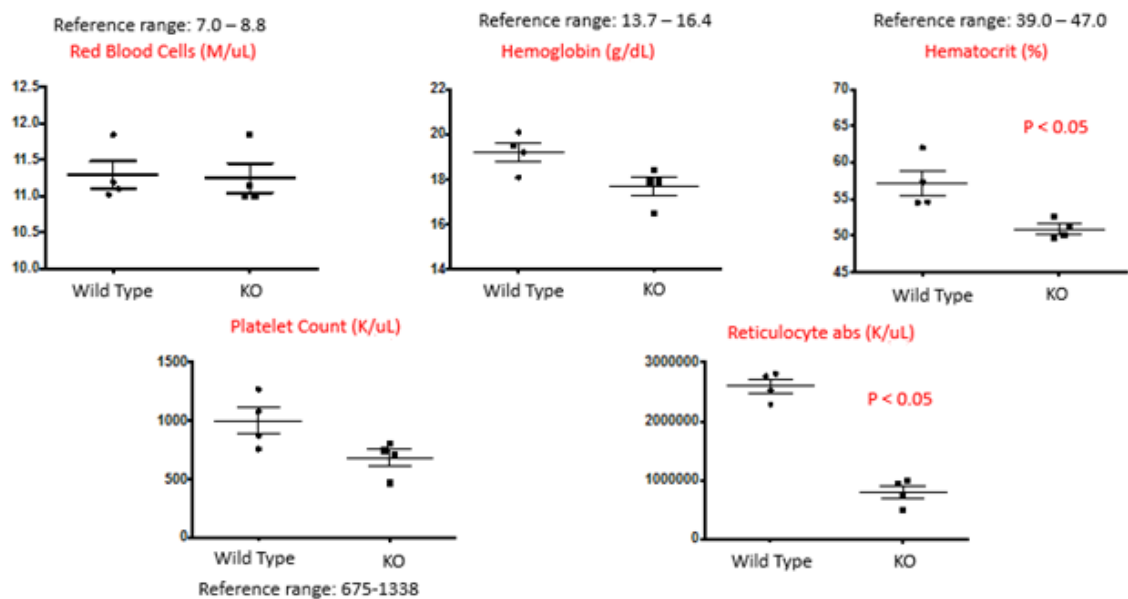 Reference range: 7.0 – 8.8
Red Blood Cells (M/uL)
12.5
12.0
11.5
11.0
10.5
10.0
Wild Type
KO
Reference range: 13.7 – 16.4
Hemoglobin (g/dL)
22
20
18
16
14
Wild Type
KO
Reference range: 39.0 – 47.0
Hematocrit (%)
P < 0.05
70
65
60
55
50
45
Wild Type
KO
Platelet Count (K/uL)
1500
1000
500
0
Wild Type
KO
Reference range: 675-1338
Reticulocyte abs (K/uL)
P < 0.05
3000000
2000000
1000000
0
Wild Type
KO